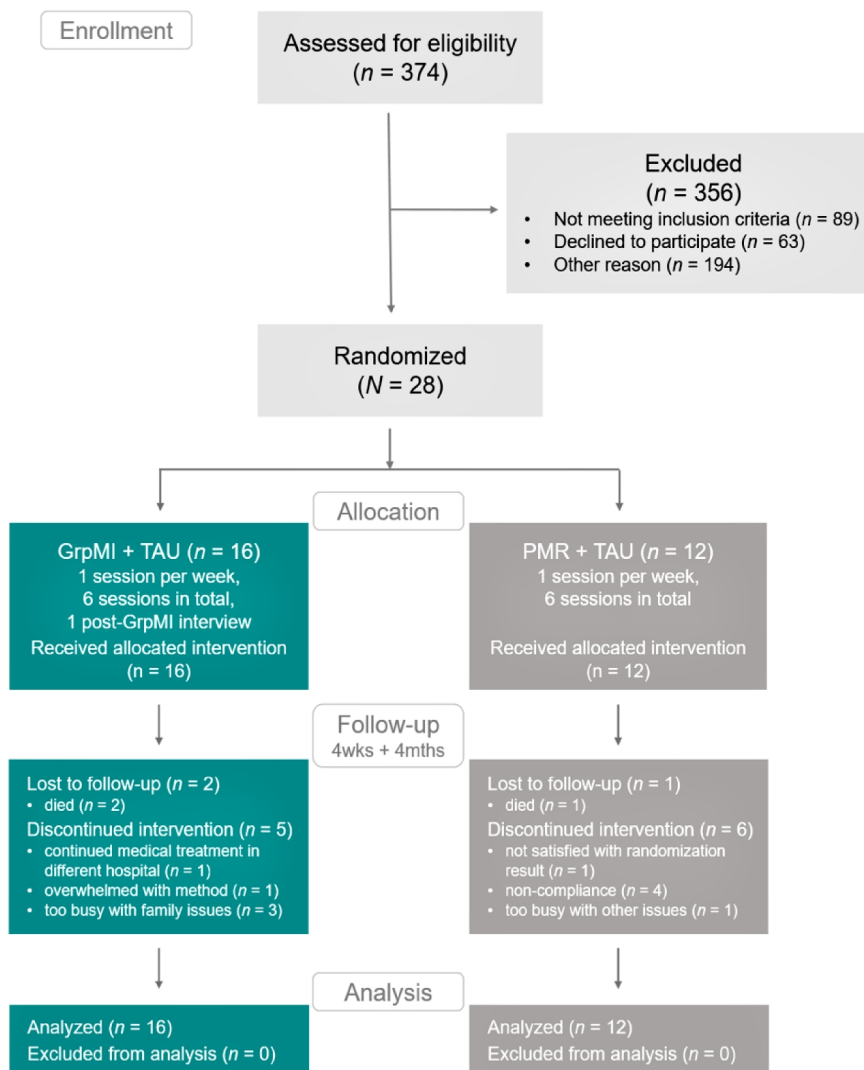 Enrollment
Assessed for eligibility
(n = 374)
Excluded
(n = 356)
• Not meeting inclusion criteria (n = 89)
• Declined to participate (n = 63)
• Other reason (n = 194)
Randomized
(N = 28)
Allocation
GrpMI + TAU (n = 16)
1 session per week,
6 sessions in total,
1 post-GrpMI interview
Received allocated intervention
(n = 16)
PMR + TAU (n = 12)
1 session per week,
6 sessions in total
Received allocated intervention
(n = 12)
Follow-up
4wks + 4mths
Lost to follow-up (n = 2)
• died (n = 2)
Discontinued intervention (n = 5)
• continued medical treatment in
different hospital (n = 1)
• overwhelmed with method (n = 1)
• too busy with family issues (n = 3)
Lost to follow-up (n = 1)
• died (n = 1)
Discontinued intervention (n = 6)
• not satisfied with randomization
result (n = 1)
• non-compliance (n = 4)
• too busy with other issues (n = 1)
Analysis
Analyzed (n = 16)
Excluded from analysis (n = 0)
Analyzed (n = 12)
Excluded from analysis (n = 0)